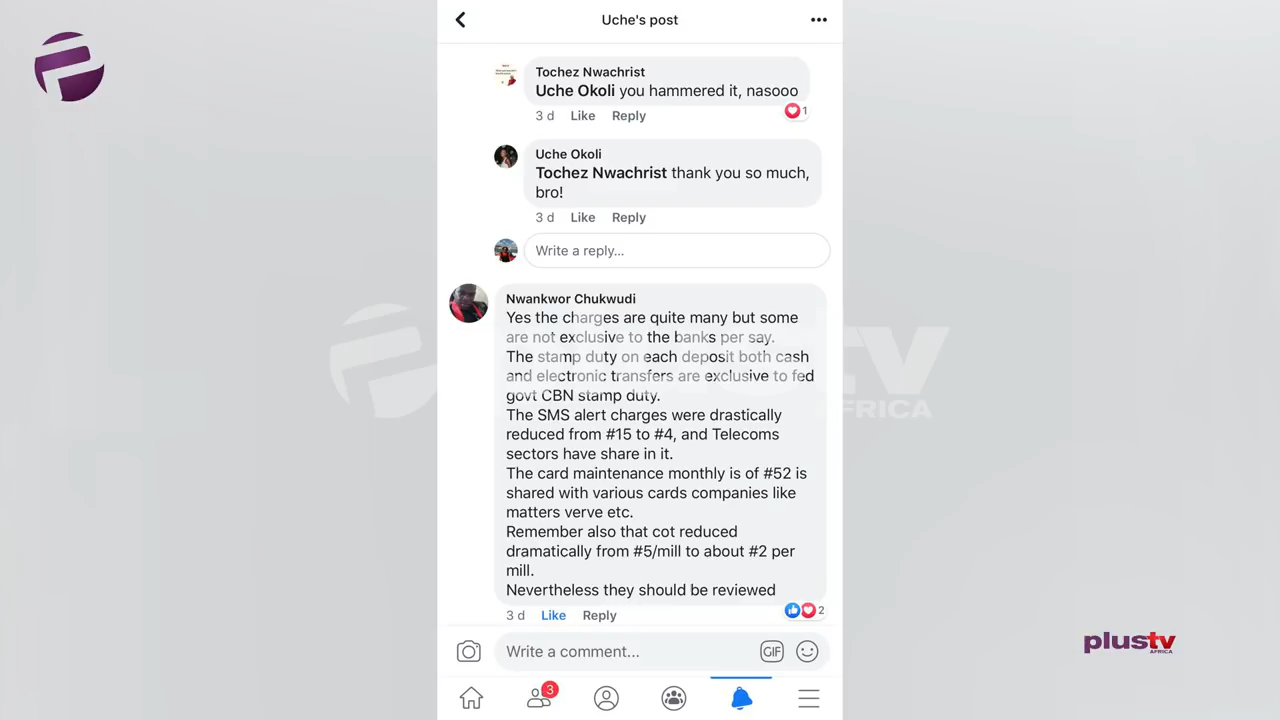 Uche's post
Tochez Nwachrist
Uche Okoli you hammered it, nasooo
3 d Like Reply
1
Uche Okoli
Tochez Nwachrist thank you so much,
bro!
3 d Like Reply
Write a reply...
Nwankwor Chukwudi
Yes the charges are quite many but some
are not exclusive to the banks per say.
The stamp duty on each deposit both cash
and electronic transfers are exclusive to fed
govt CBN stamp duty.
The SMS alert charges were drastically
reduced from #15 to #4, and Telecoms
sectors have share in it.
The card maintenance monthly is of #52 is
shared with various cards companies like
matters verve etc.
Remember also that cot reduced
dramatically from #5/mill to about #2 per
mill.
Nevertheless they should be reviewed
3 d Like Reply
2
Write a comment...
GIF
3
plustv
AFRICA
tv
AFRICA